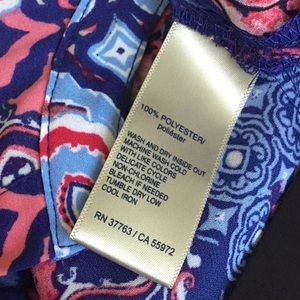 100% POLYESTER/
poliéster
WASH AND DRY INSIDE OUT
MACHINE WASH COLD
WITH LIKE COLORS
DELICATE CYCLE
NON-CHLORINE
BLEACH IF NEEDED
TUMBLE DRY LOW
COOL IRON
RN 37763 / CA 55972